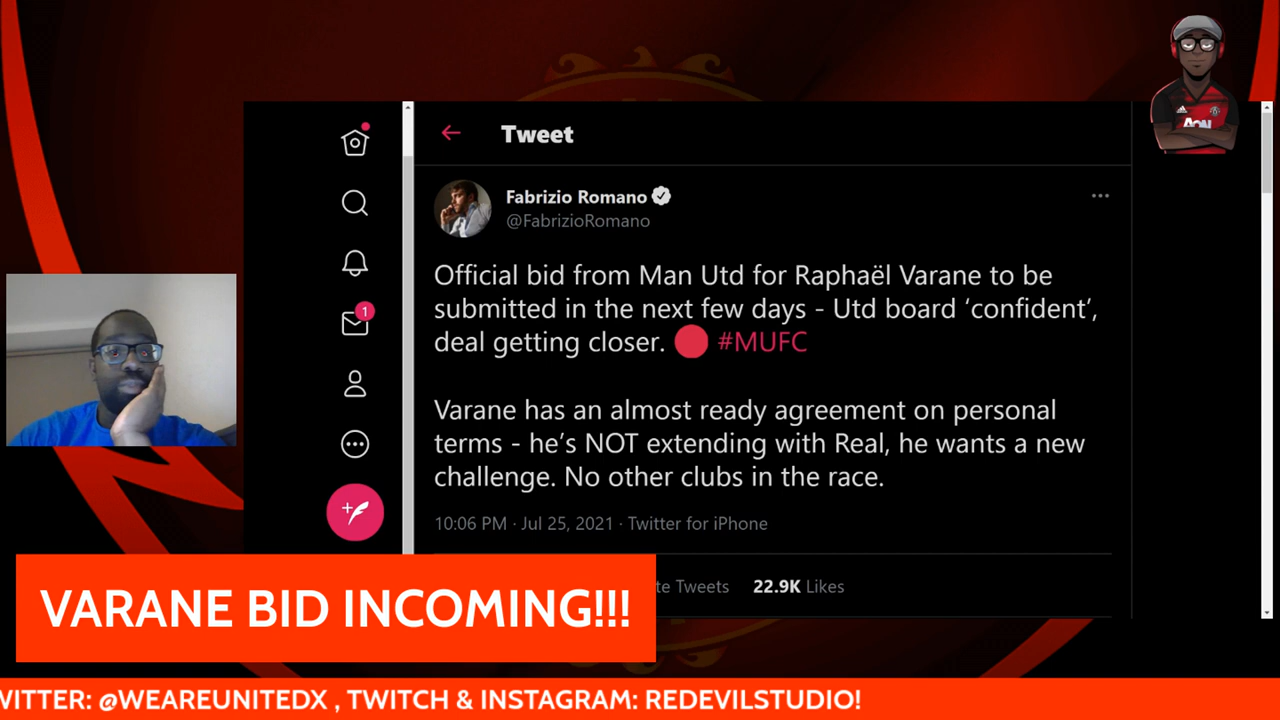 Tweet
Fabrizio Romano
@FabrizioRomano
Official bid from Man Utd for Raphaël Varane to be
submitted in the next few days - Utd board ‘confident’,
deal getting closer. #MUFC
Varane has an almost ready agreement on personal
terms - he’s NOT extending with Real, he wants a new
challenge. No other clubs in the race.
10:06 PM · Jul 25, 2021 · Twitter for iPhone
Tweets 22.9K Likes
1
AON
VARANE BID INCOMING!!!
WITTER: @WEAREUNITEDX , TWITCH & INSTAGRAM: REDEVILSTUDIO!